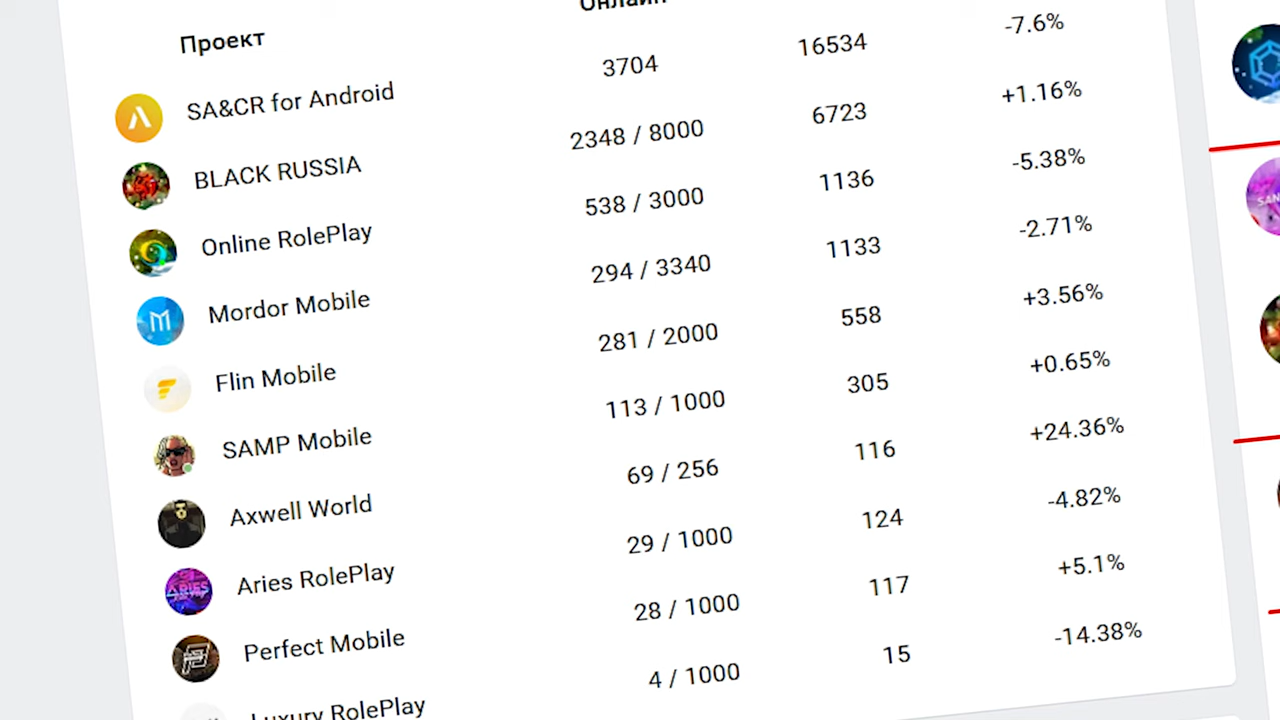 Проект Онлайн
SA&CR for Android 3704 16534 -7.6%
BLACK RUSSIA 2348 / 8000 6723 +1.16%
Online RolePlay 538 / 3000 1136 -5.38%
Mordor Mobile 294 / 3340 1133 -2.71%
Flin Mobile 281 / 2000 558 +3.56%
SAMP Mobile 113 / 1000 305 +0.65%
Axwell World 69 / 256 116 +24.36%
ARIES Aries RolePlay 29 / 1000 124 -4.82%
Perfect Mobile 28 / 1000 117 +5.1%
Luxury RolePlay 4 / 1000 15 -14.38%